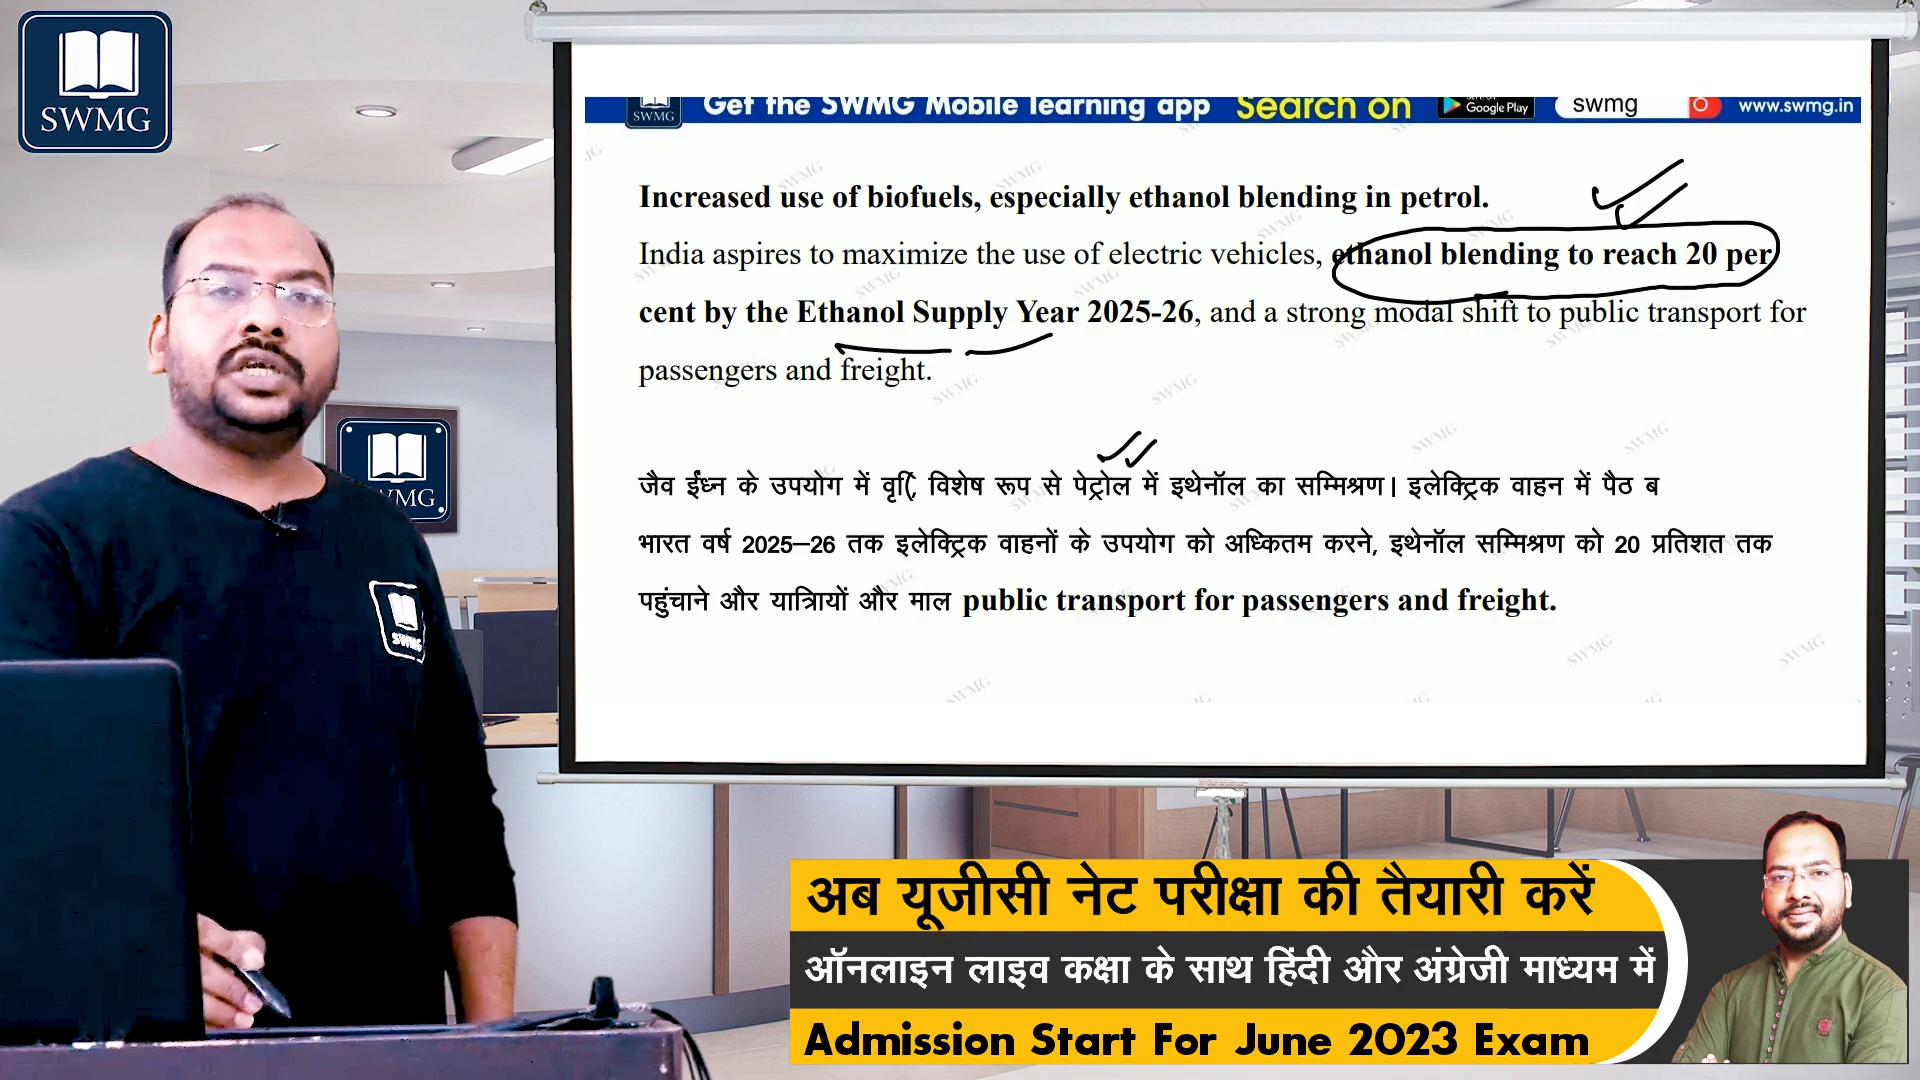 SWMG
Get the SWMG Mobile learning app Search on Google Play swmg www.swmg.in
SWMG
Increased use of biofuels, especially ethanol blending in petrol.
India aspires to maximize the use of electric vehicles, ethanol blending to reach 20 per
cent by the Ethanol Supply Year 2025-26, and a strong modal shift to public transport for
passengers and freight.
जैव ईंध्न के उपयोग में विशेष रूप से पेट्रोल में इथेनॉल का सम्मिश्रण। इलेक्ट्रिक वाहन में पैठ ब
भारत वर्ष 2025–26 तक इलेक्ट्रिक वाहनों के उपयोग को अध्कितम करने, इथेनॉल सम्मिश्रण को 20 प्रतिशत तक
पहुंचाने और यात्रियों और माल public transport for passengers and freight.
SWMG
अब यूजीसी नेट परीक्षा की तैयारी करें
ऑनलाइन लाइव कक्षा के साथ हिंदी और अंग्रेजी माध्यम में
Admission Start For June 2023 Exam